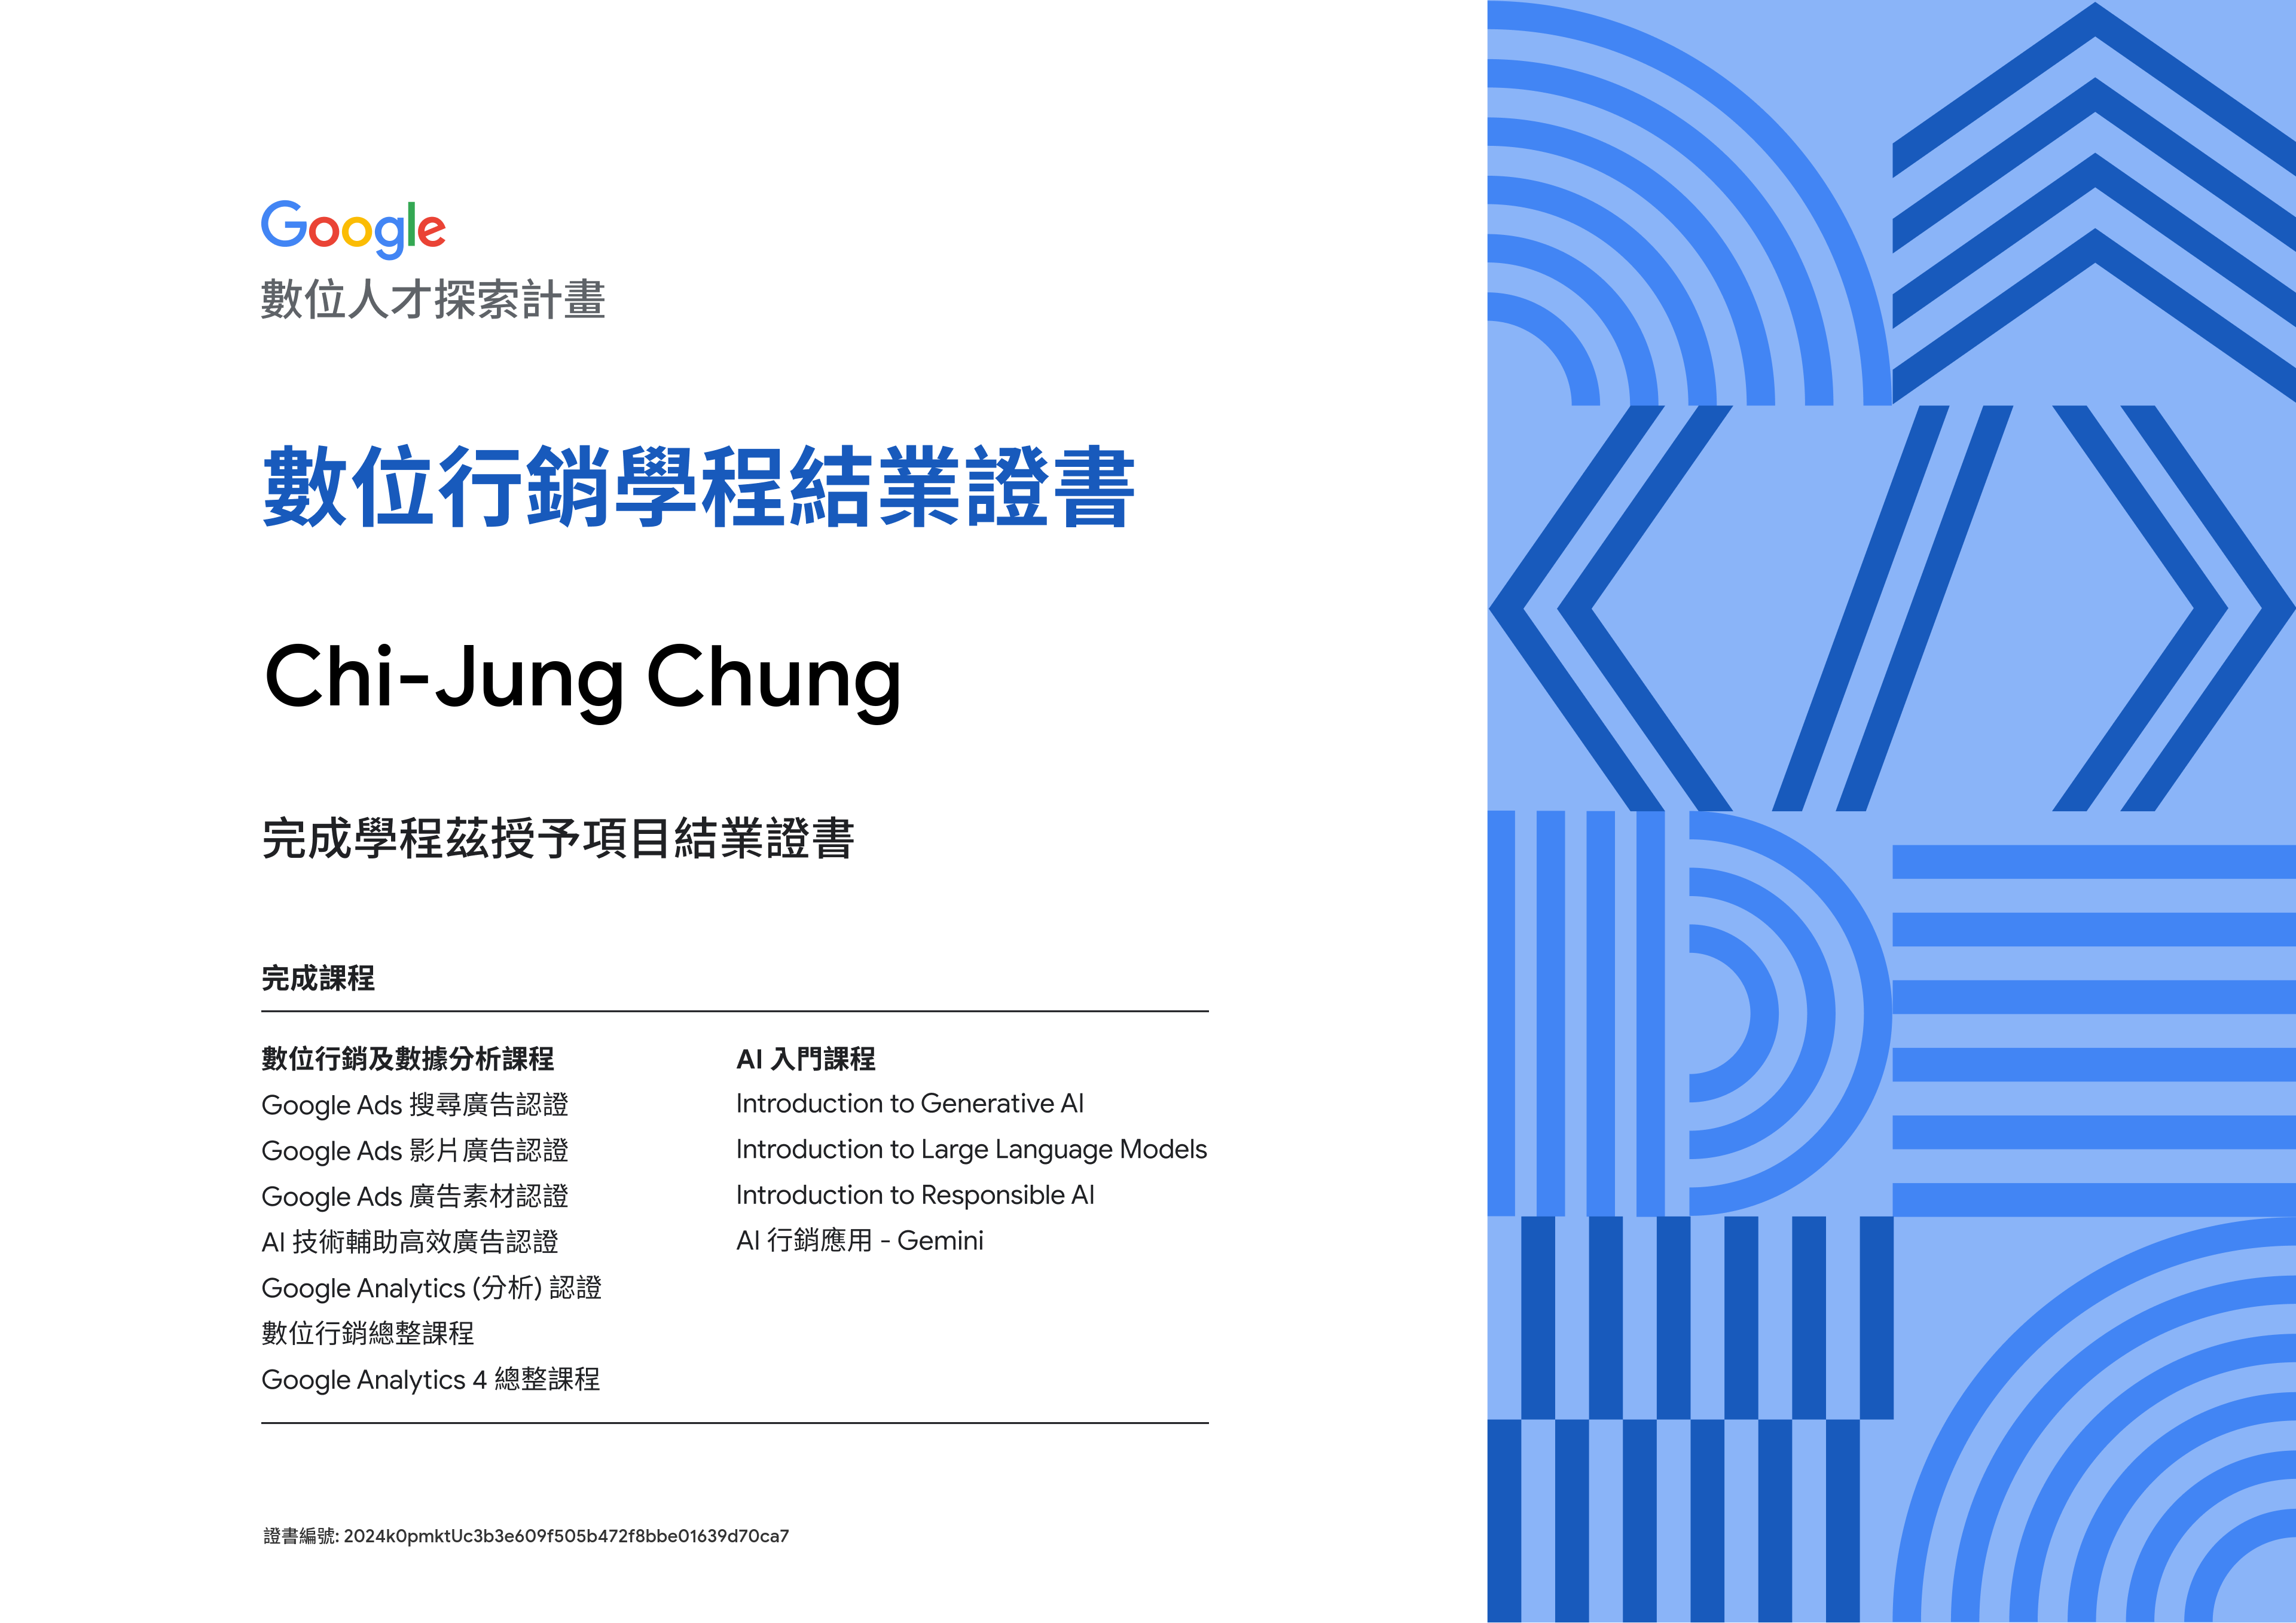 Google
數位人才探索計畫
數位行銷學程結業證書
Chi-Jung Chung
完成學程茲授予項目結業證書
完成課程
數位行銷及數據分析課程
Google Ads 搜尋廣告認證
Google Ads 影片廣告認證
Google Ads 廣告素材認證
AI 技術輔助高效廣告認證
Google Analytics (分析) 認證
數位行銷總整課程
Google Analytics 4 總整課程
AI 入門課程
Introduction to Generative AI
Introduction to Large Language Models
Introduction to Responsible AI
AI 行銷應用 - Gemini
證書編號: 2024k0pmktUc3b3e609f505b472f8bbe01639d70ca7